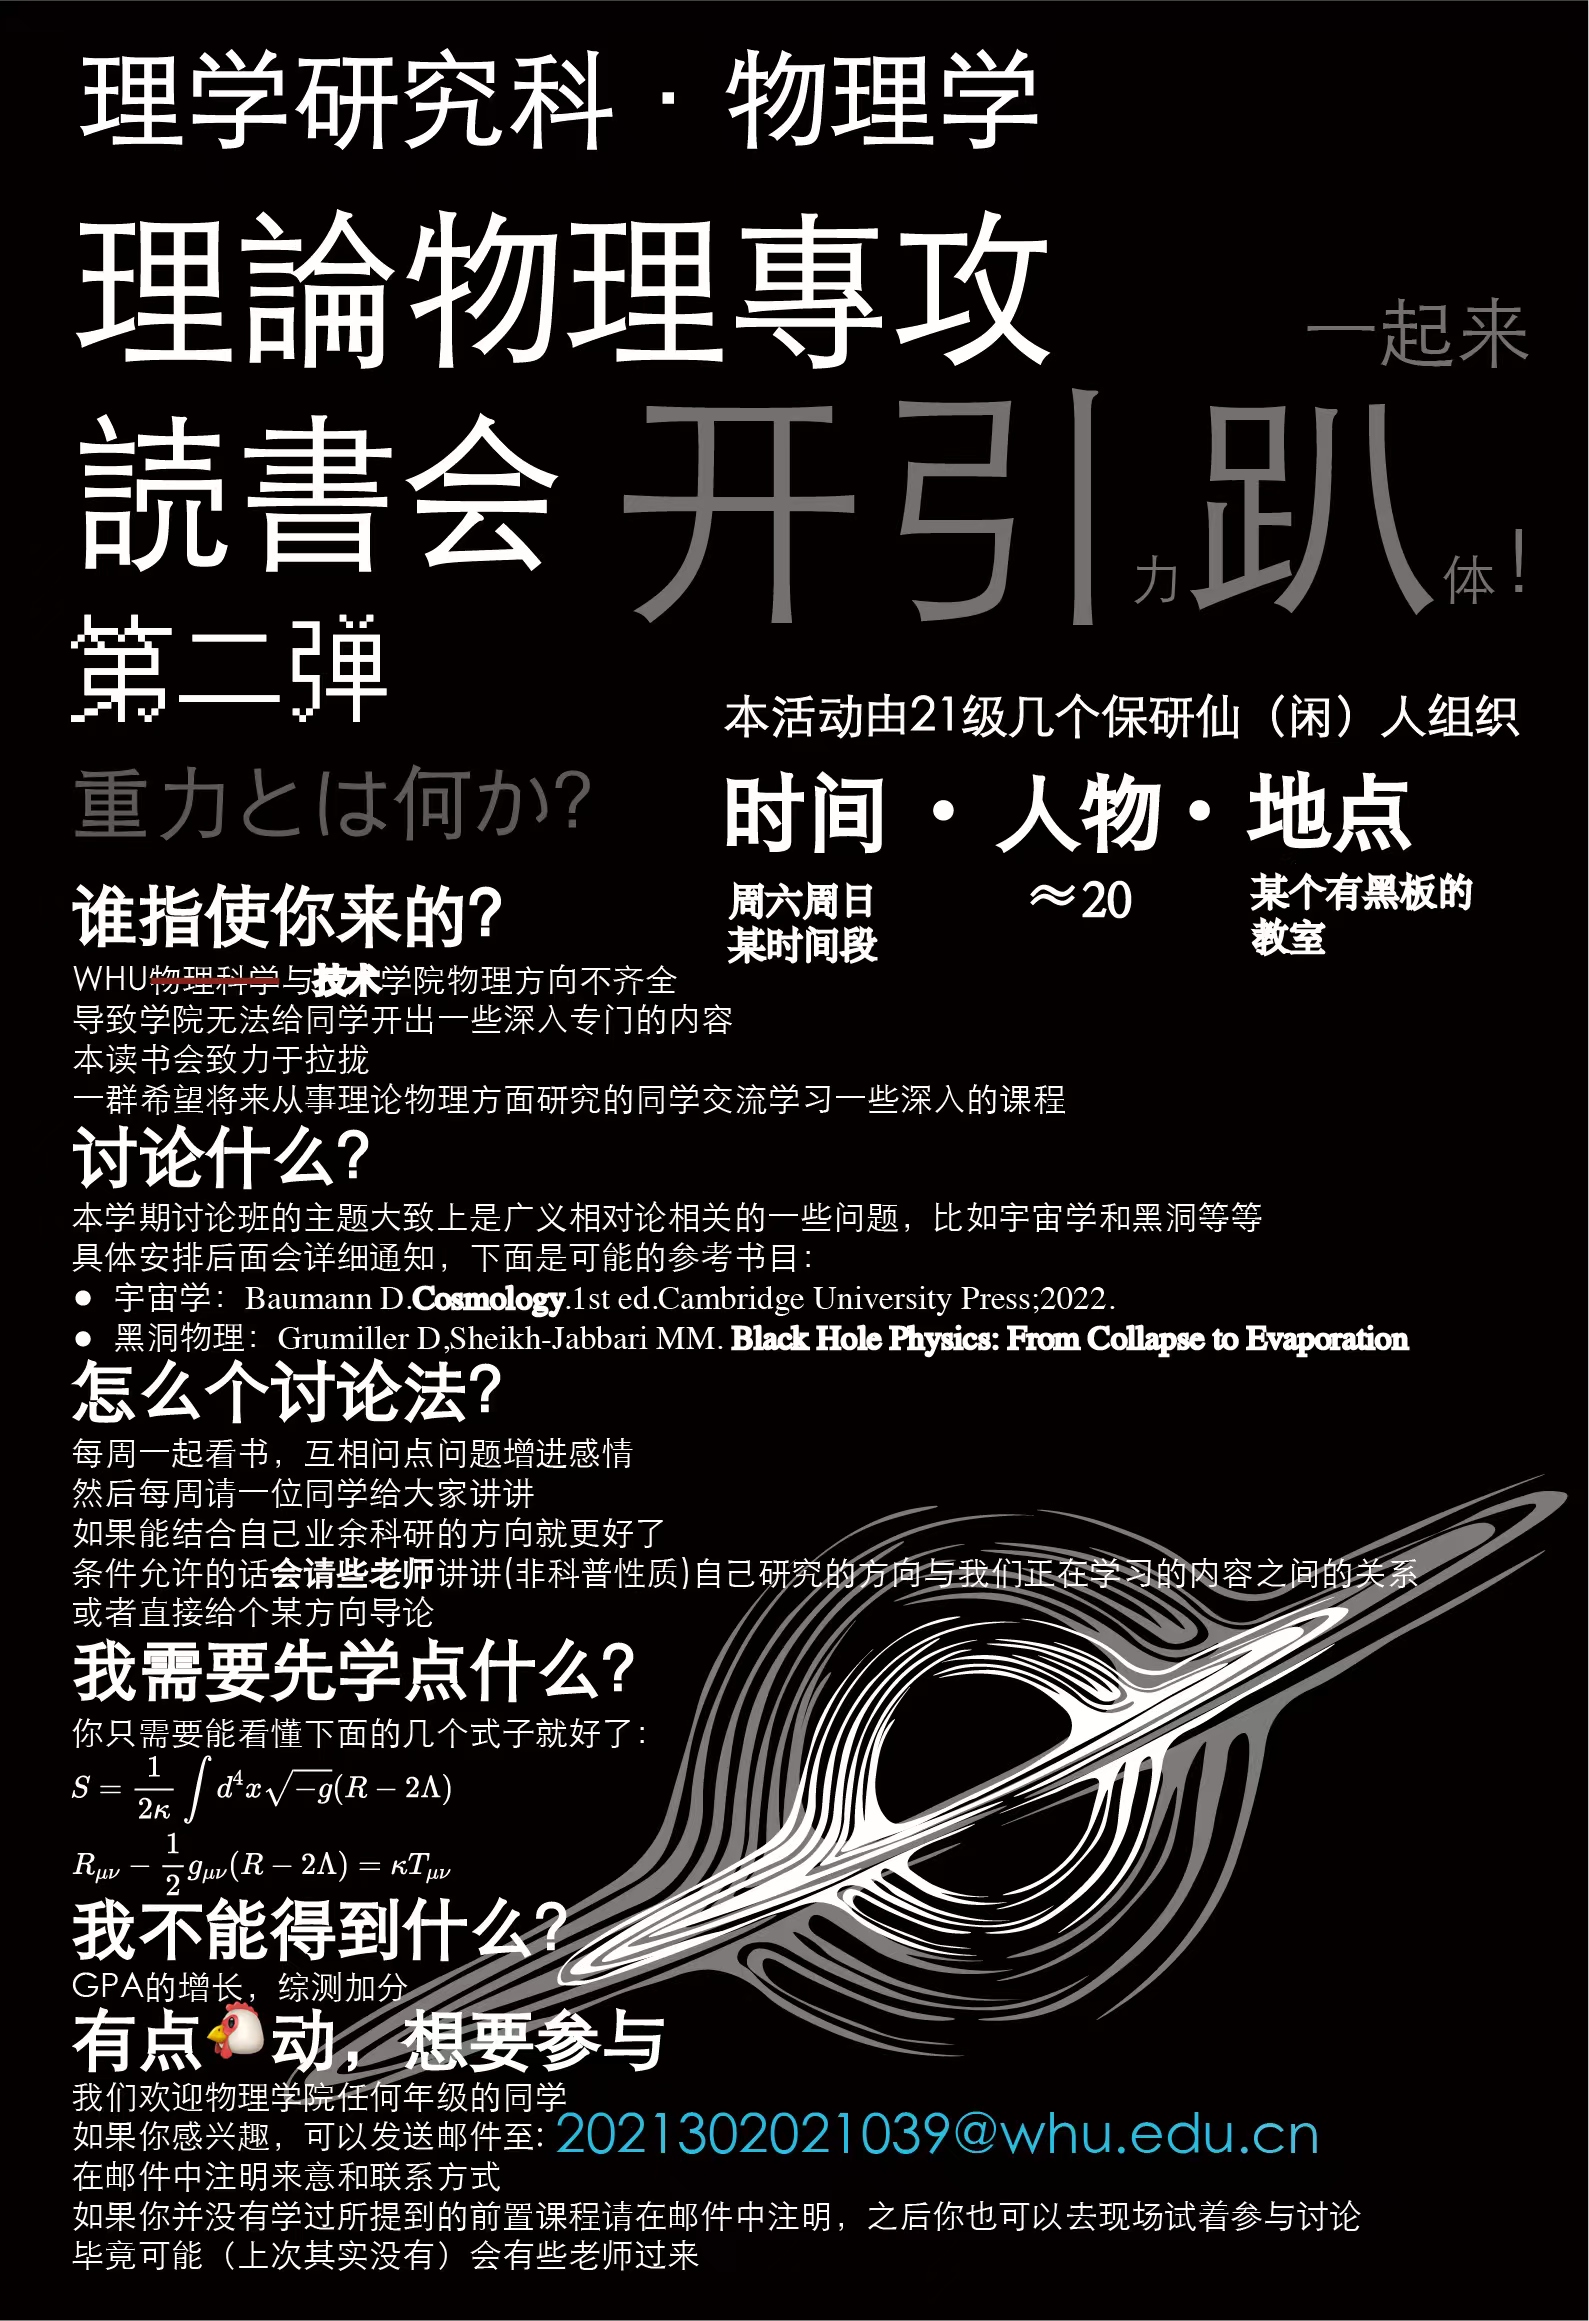 理学研究科·物理学
理論物理專攻
一起来
読書会
开引力趴体！
第二弹
本活动由21级几个保研仙（闲）人组织
重力とは何か?
时间 · 人物 · 地点
周六周日
某时间段
≈20
某个有黑板的
教室
谁指使你来的?
WHU物理科学与技术学院物理方向不齐全
导致学院无法给同学开出一些深入专门的内容
本读书会致力于拉拢
一群希望将来从事理论物理方面研究的同学交流学习一些深入的课程
讨论什么?
本学期讨论班的主题大致上是广义相对论相关的一些问题，比如宇宙学和黑洞等等
具体安排后面会详细通知，下面是可能的参考书目：
● 宇宙学：Baumann D.Cosmology.1st ed.Cambridge University Press;2022.
● 黑洞物理：Grumiller D,Sheikh-Jabbari MM. Black Hole Physics: From Collapse to Evaporation
怎么个讨论法?
每周一起看书，互相问点问题增进感情
然后每周请一位同学给大家讲讲
如果能结合自己业余科研的方向就更好了
条件允许的话会请些老师讲讲(非科普性质)自己研究的方向与我们正在学习的内容之间的关系
或者直接给个某方向导论
我需要先学点什么?
你只需要能看懂下面的几个式子就好了：
S = \frac{1}{2κ} ∫ d⁴x √−g(R − 2Λ)
R_{μν} − \frac{1}{2} g_{μν}(R − 2Λ) = κT_{μν}
我不能得到什么?
GPA的增长，综测加分
有点🐔动，想要参与
我们欢迎物理学院任何年级的同学
如果你感兴趣，可以发送邮件至: 2021302021039@whu.edu.cn
在邮件中注明来意和联系方式
如果你并没有学过所提到的前置课程请在邮件中注明，之后你也可以去现场试着参与讨论
毕竟可能（上次其实没有）会有些老师过来